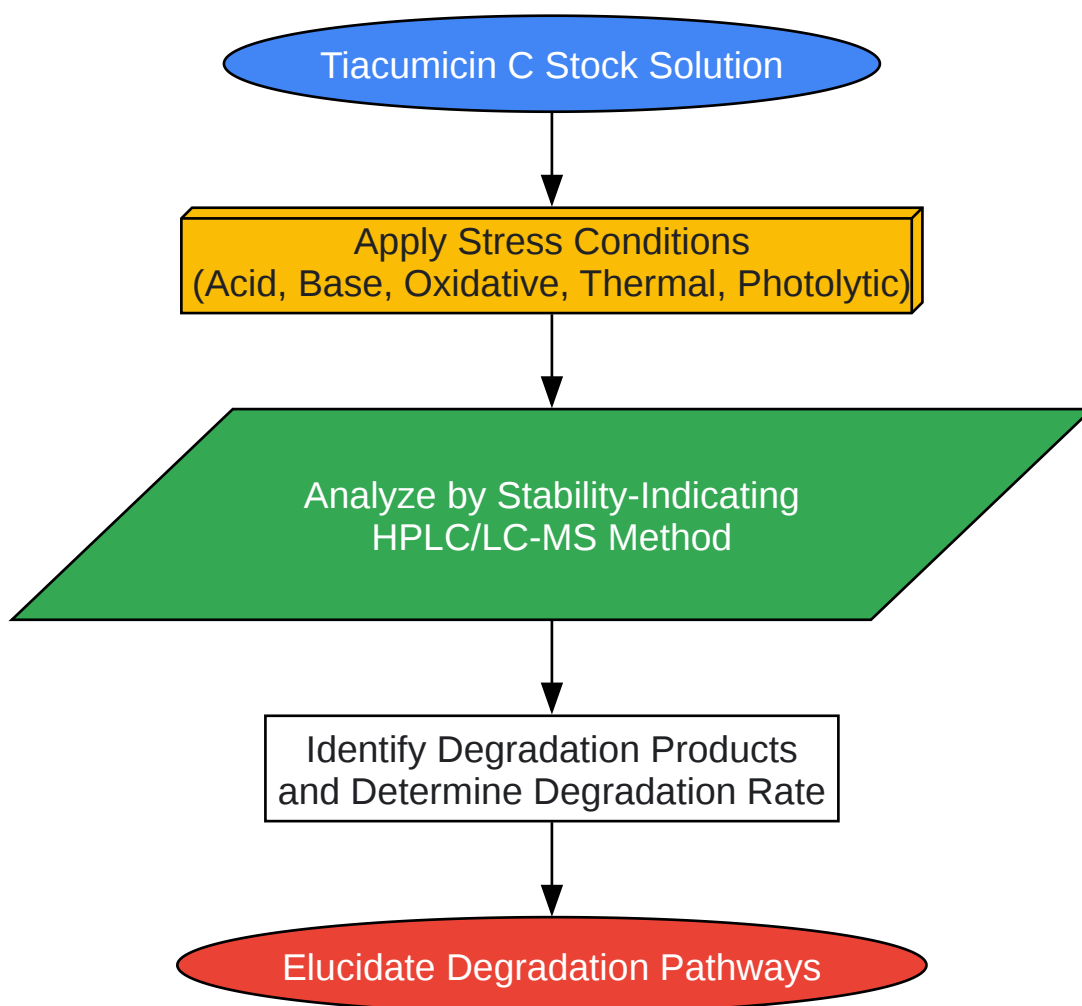 Tiacumicin C Stock Solution
Apply Stress Conditions
(Acid, Base, Oxidative, Thermal, Photolytic)
Analyze by Stability-Indicating
HPLC/LC-MS Method
Identify Degradation Products
and Determine Degradation Rate
Elucidate Degradation Pathways